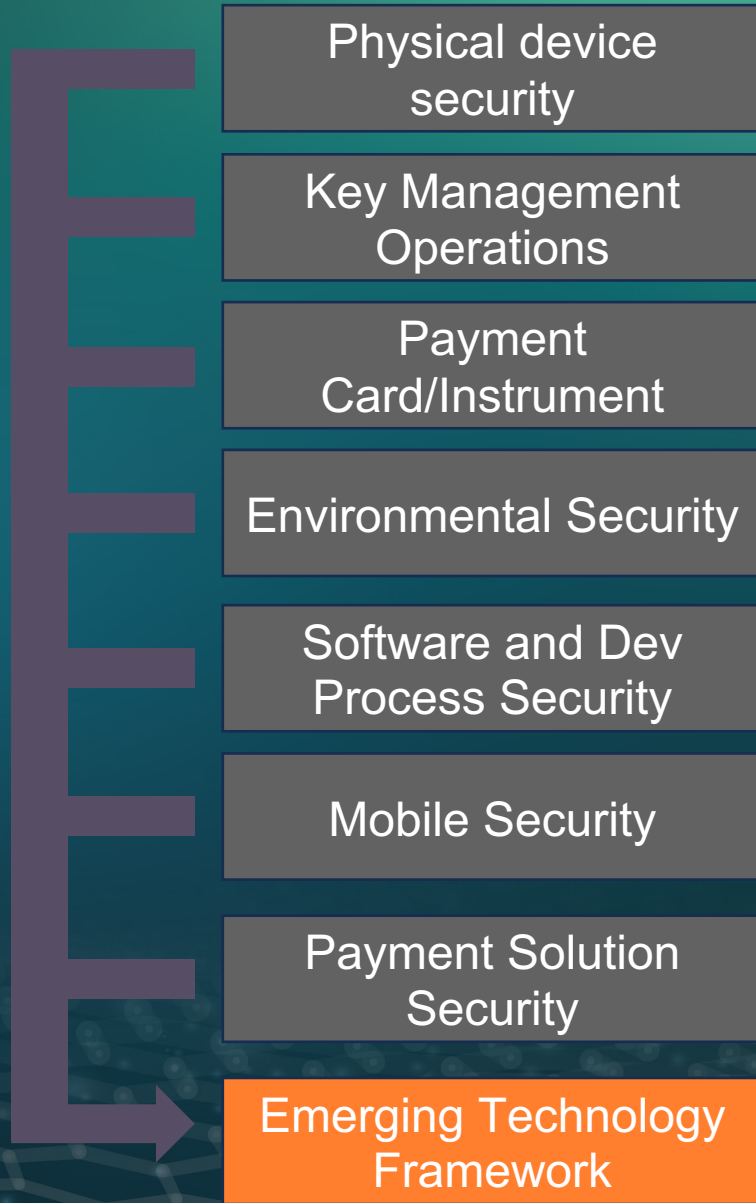 Physical device
security
Key Management
Operations
Payment
Card/Instrument
Environmental Security
Software and Dev
Process Security
Mobile Security
Payment Solution
Security
Emerging Technology
Framework